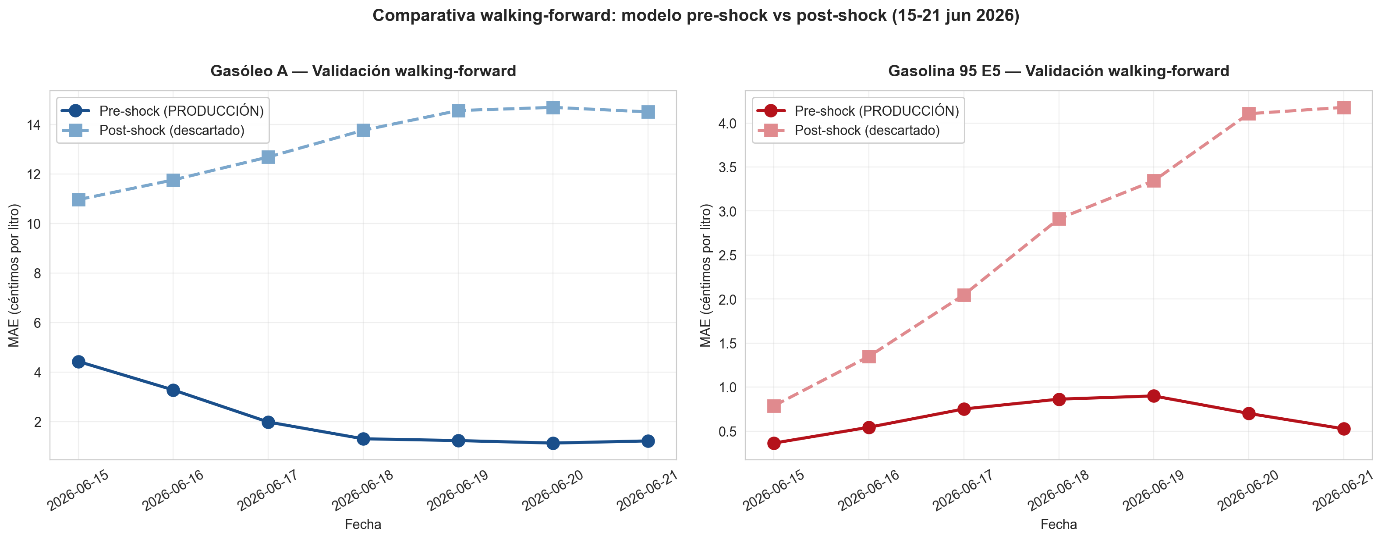 Comparativa walking-forward: modelo pre-shock vs post-shock (15-21 jun 2026)
Gasóleo A — Validación walking-forward
Pre-shock (PRODUCCIÓN)
Post-shock (descartado)
MAE (céntimos por litro)
14
12
10
8
6
4
2
2026-06-15
2026-06-16
2026-06-17
2026-06-18
2026-06-19
2026-06-20
2026-06-21
Fecha
Gasolina 95 E5 — Validación walking-forward
Pre-shock (PRODUCCIÓN)
Post-shock (descartado)
MAE (céntimos por litro)
4.0
3.5
3.0
2.5
2.0
1.5
1.0
0.5
2026-06-15
2026-06-16
2026-06-17
2026-06-18
2026-06-19
2026-06-20
2026-06-21
Fecha